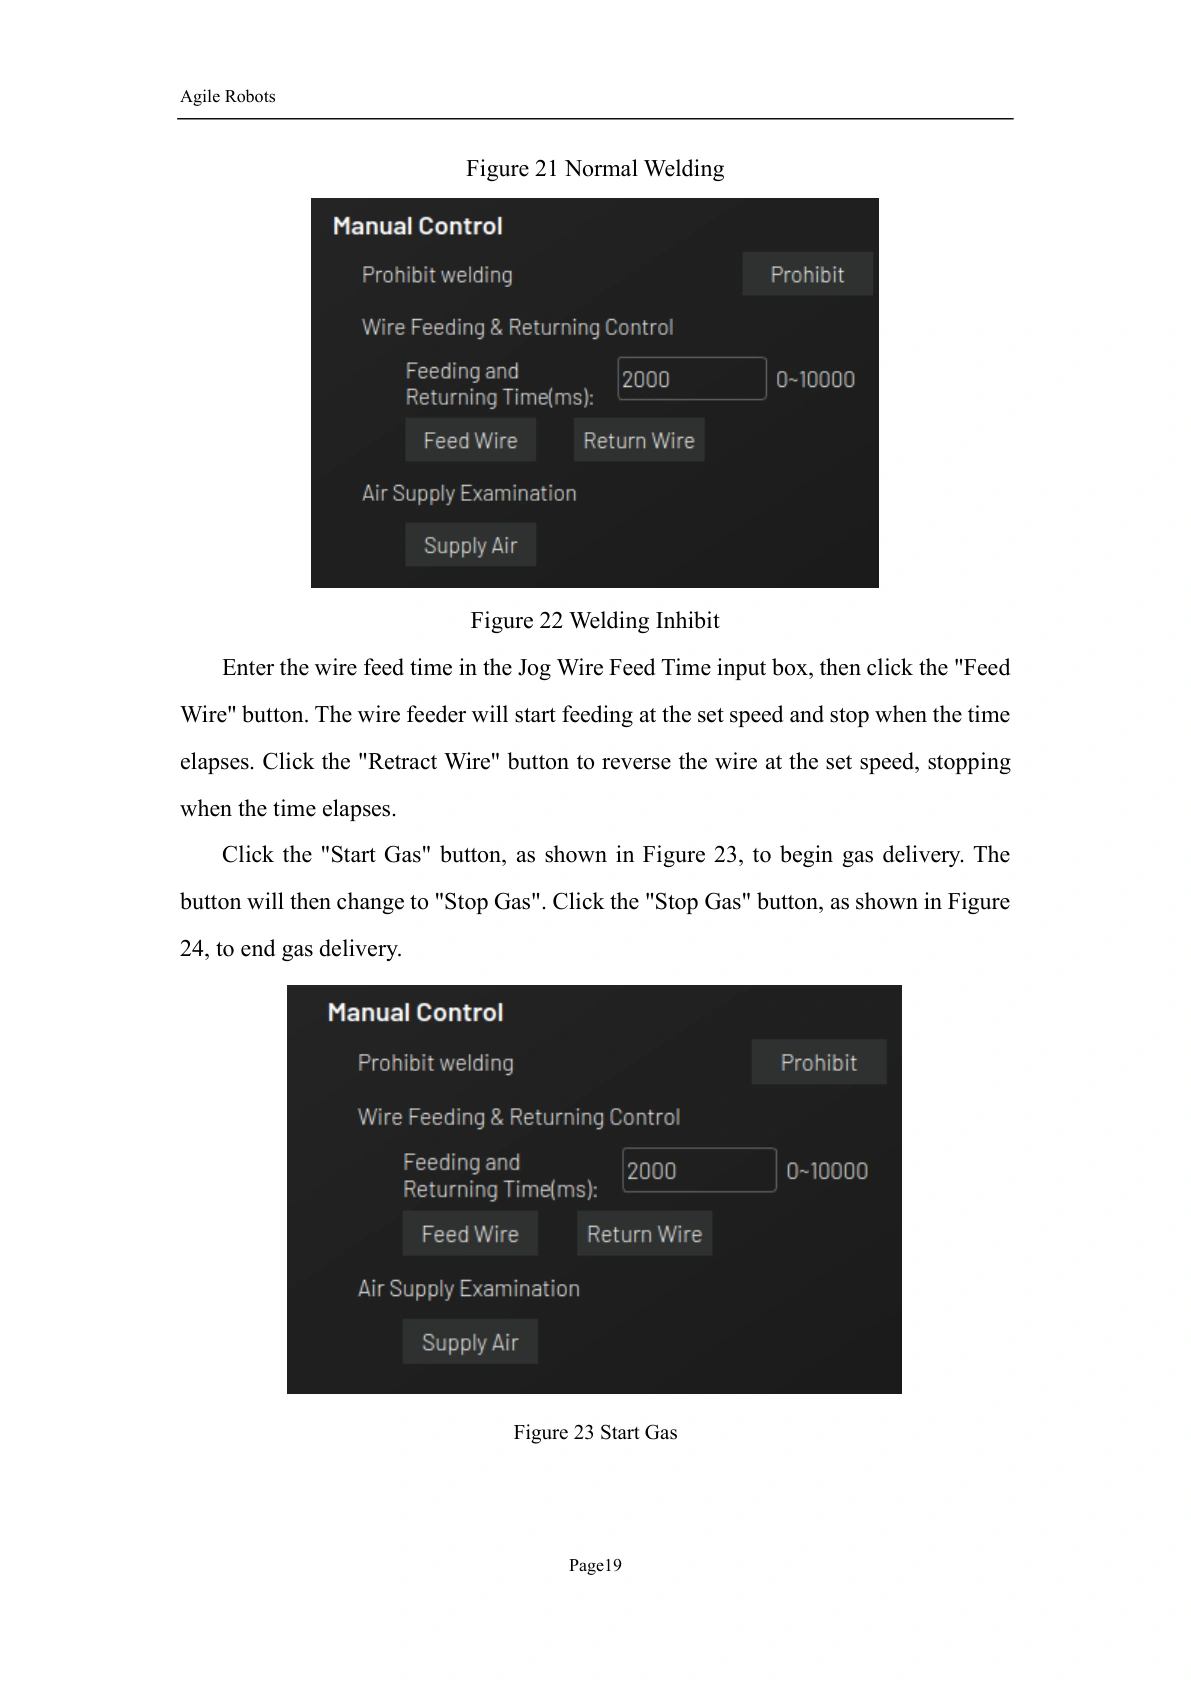 Agile Robots
Figure 21 Normal Welding
Manual Control
Prohibit welding Prohibit
Wire Feeding & Returning Control
Feeding and
Returning Time(ms): 2000 0~10000
Feed Wire Return Wire
Air Supply Examination
Supply Air
Figure 22 Welding Inhibit
Enter the wire feed time in the Jog Wire Feed Time input box, then click the "Feed
Wire" button. The wire feeder will start feeding at the set speed and stop when the time
elapses. Click the "Retract Wire" button to reverse the wire at the set speed, stopping
when the time elapses.
Click the "Start Gas" button, as shown in Figure 23, to begin gas delivery. The
button will then change to "Stop Gas". Click the "Stop Gas" button, as shown in Figure
24, to end gas delivery.
Manual Control
Prohibit welding Prohibit
Wire Feeding & Returning Control
Feeding and
Returning Time(ms): 2000 0~10000
Feed Wire Return Wire
Air Supply Examination
Supply Air
Figure 23 Start Gas
Page19